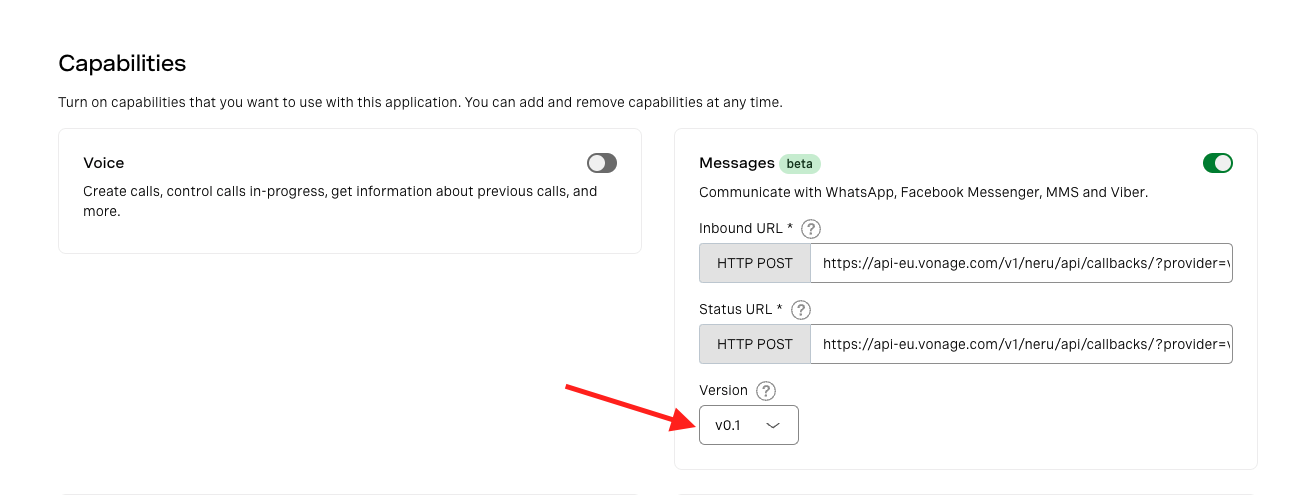 Capabilities
Turn on capabilities that you want to use with this application. You can add and remove capabilities at any time.
Voice
Create calls, control calls in-progress, get information about previous calls, and
more.
Messages beta
Communicate with WhatsApp, Facebook Messenger, MMS and Viber.
Inbound URL * ?
HTTP POST https://api-eu.vonage.com/v1/neru/api/callbacks/?provider=
Status URL * ?
HTTP POST https://api-eu.vonage.com/v1/neru/api/callbacks/?provider=
Version ?
v0.1